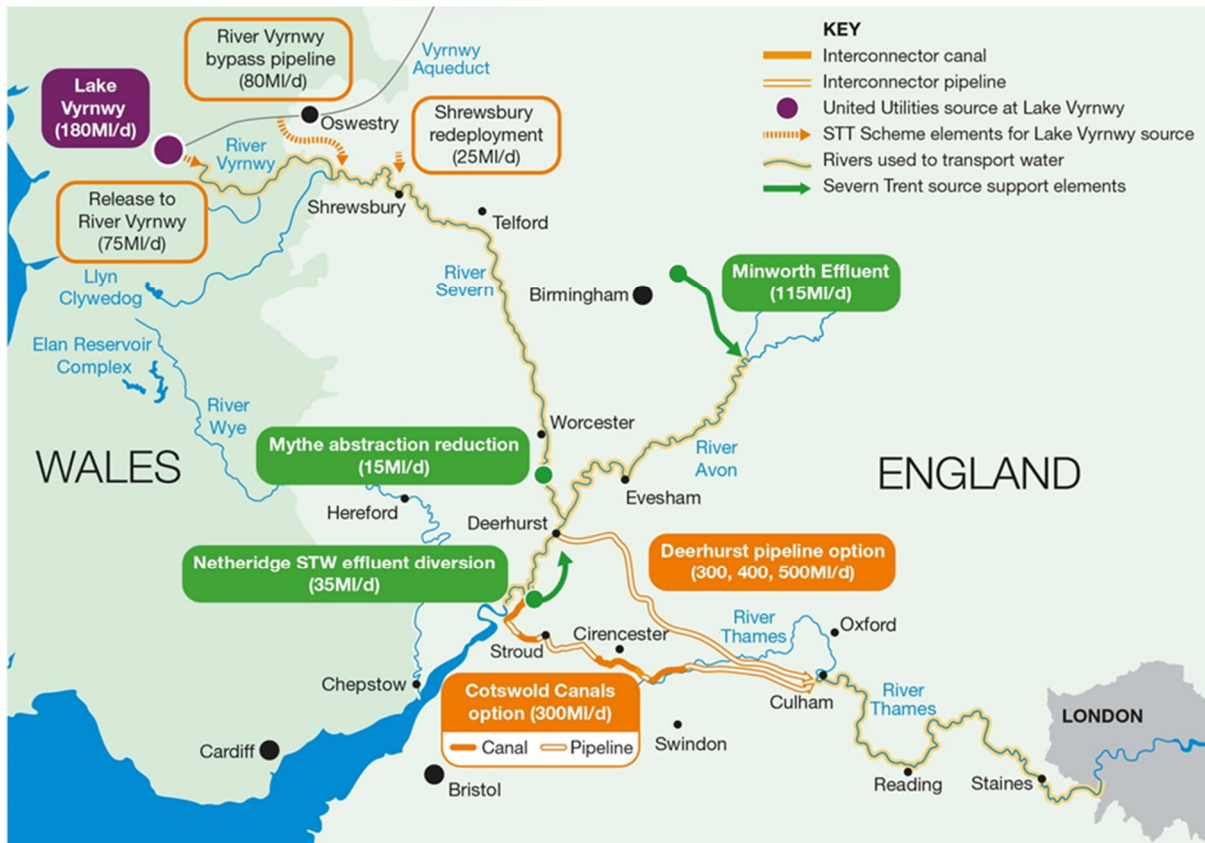 KEY
Interconnector canal
Interconnector pipeline
United Utilities source at Lake Vyrnwy
STT Scheme elements for Lake Vyrnwy source
Rivers used to transport water
Severn Trent source support elements
River Vyrnwy
bypass pipeline
(80Ml/d)
Vyrnwy
Aqueduct
Lake
Vyrnwy
(180Ml/d)
Oswestry
Shrewsbury
redeployment
(25Ml/d)
River
Vyrnwy
Release to
River Vyrnwy
(75Ml/d)
Shrewsbury
Telford
Llyn
Clywedog
River
Severn
Birmingham
Minworth Effluent
(115Ml/d)
Elan Reservoir
Complex
River
Wye
Worcester
Mythe abstraction reduction
(15Ml/d)
River
Avon
WALES
ENGLAND
Evesham
Hereford
Deerhurst
Netheridge STW effluent diversion
(35Ml/d)
Deerhurst pipeline option
(300, 400, 500Ml/d)
River
Thames
Oxford
Cirencester
Stroud
Chepstow
Cotswold Canals
option (300Ml/d)
Canal
Pipeline
Culham
River
Thames
LONDON
Swindon
Cardiff
Bristol
Reading
Staines